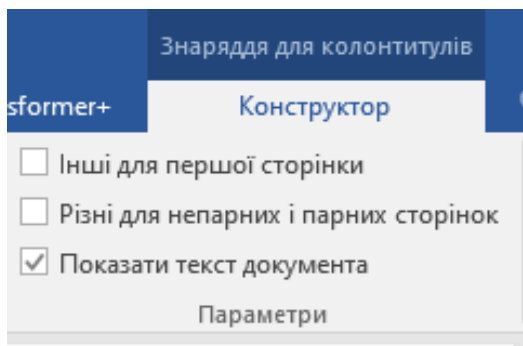 Знаряддя для колонтитулів
sformer+
Конструктор
Інші для першої сторінки
Різні для непарних і парних сторінок
Показати текст документа
Параметри